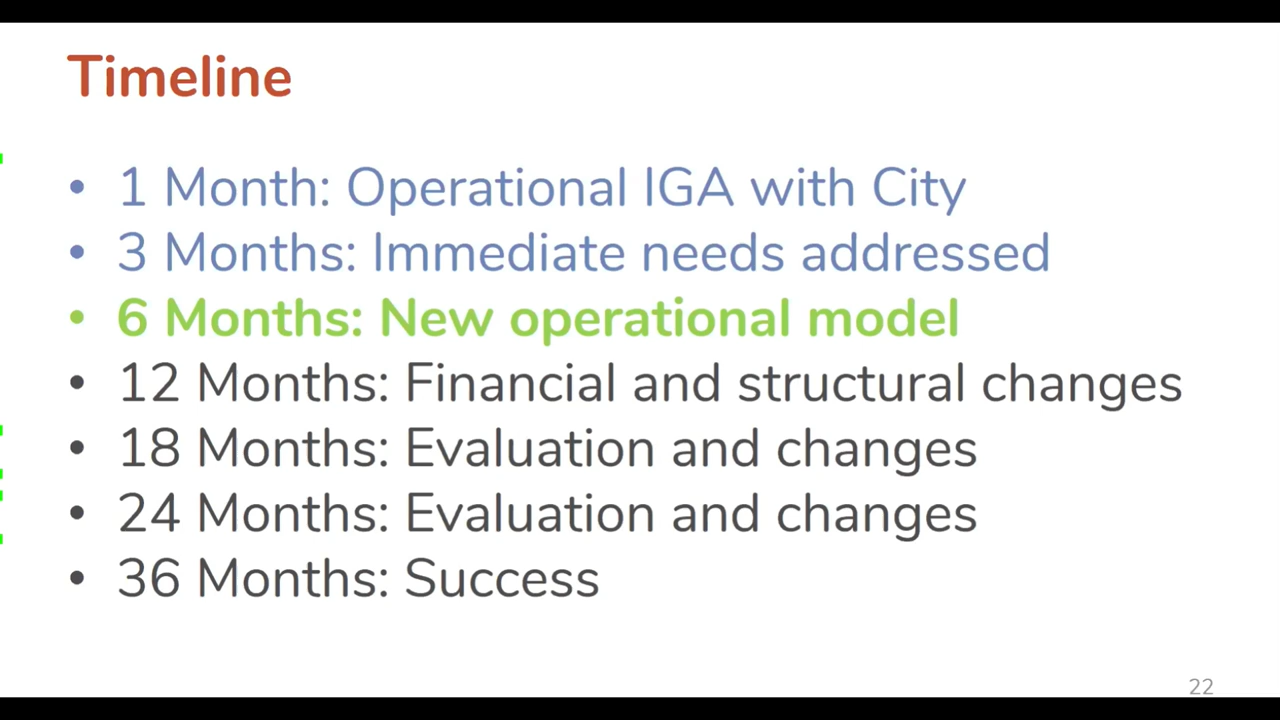 Timeline
• 1 Month: Operational IGA with City
• 3 Months: Immediate needs addressed
• 6 Months: New operational model
• 12 Months: Financial and structural changes
• 18 Months: Evaluation and changes
• 24 Months: Evaluation and changes
• 36 Months: Success
22